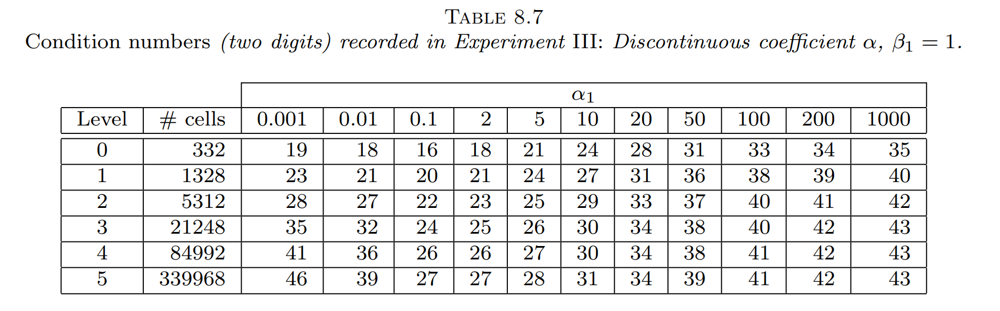 TABLE 8.7
Condition numbers (two digits) recorded in Experiment III: Discontinuous coefficient α, β₁ = 1.
α₁
Level # cells 0.001 0.01 0.1 2 5 10 20 50 100 200 1000
0 332 19 18 16 18 21 24 28 31 33 34 35
1 1328 23 21 20 21 24 27 31 36 38 39 40
2 5312 28 27 22 23 25 29 33 37 40 41 42
3 21248 35 32 24 25 26 30 34 38 40 42 43
4 84992 41 36 26 26 27 30 34 38 41 42 43
5 339968 46 39 27 27 28 31 34 39 41 42 43